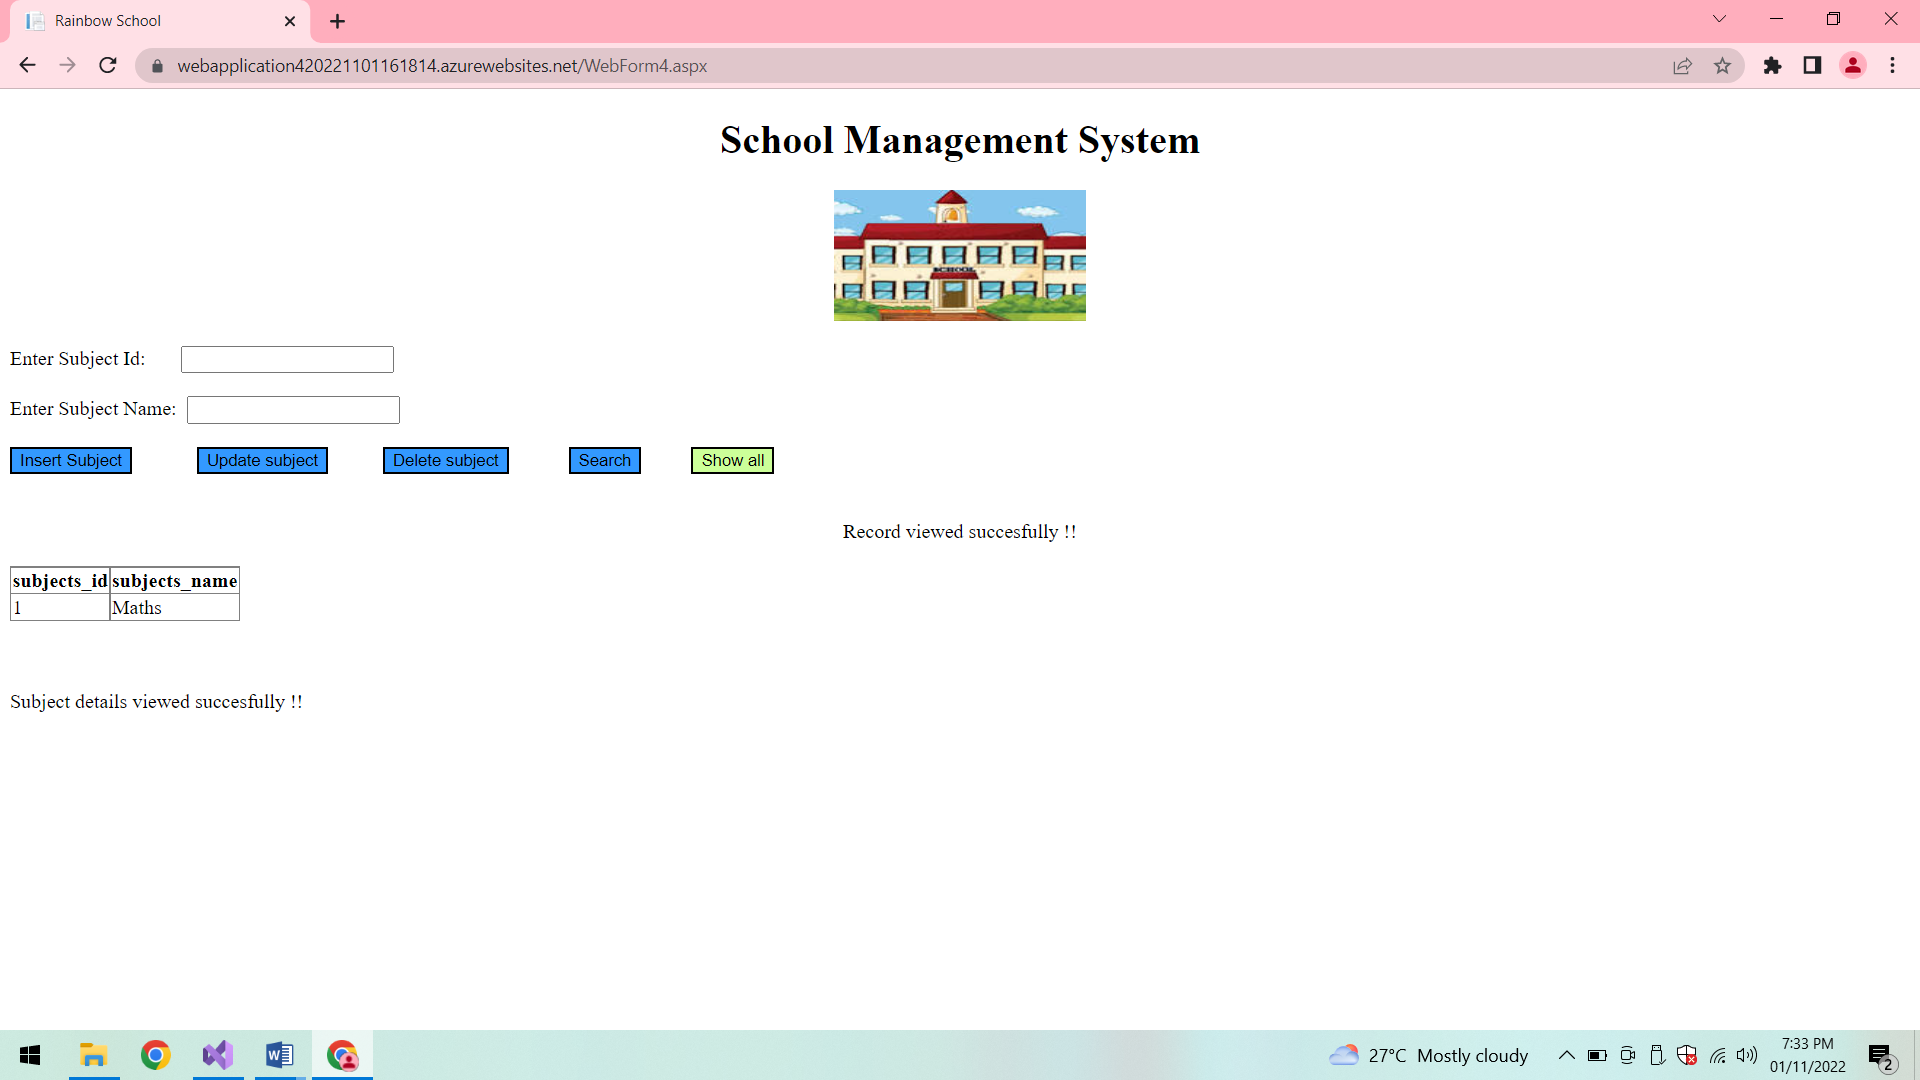 Rainbow School
webapplication420221101161814.azurewebsites.net/WebForm4.aspx
School Management System
SCHOOL
Enter Subject Id:
Enter Subject Name:
Insert Subject Update subject Delete subject Search Show all
Record viewed succesfully !!
subjects_id subjects_name
1 Maths
Subject details viewed succesfully !!
27°C Mostly cloudy
7:33 PM
01/11/2022
2